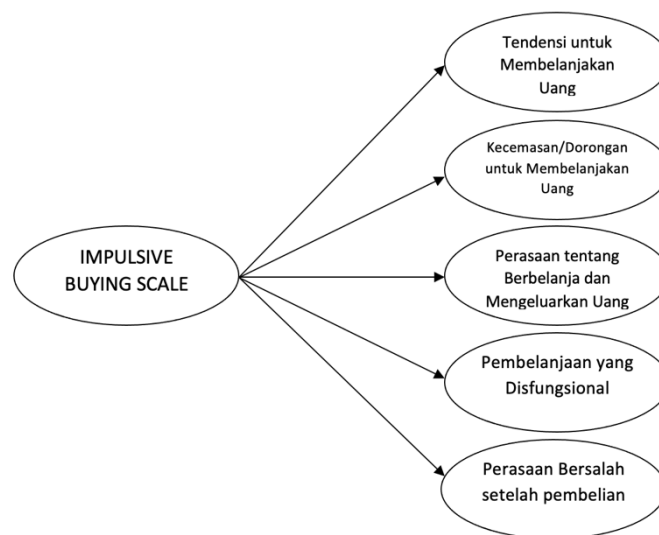 Tendensi untuk
Membelanjakan
Uang
Kecemasan/Dorongan
untuk Membelanjakan
Uang
IMPULSIVE
BUYING SCALE
Perasaan tentang
Berbelanja dan
Mengeluarkan Uang
Pembelanjaan yang
Disfungsional
Perasaan Bersalah
setelah pembelian